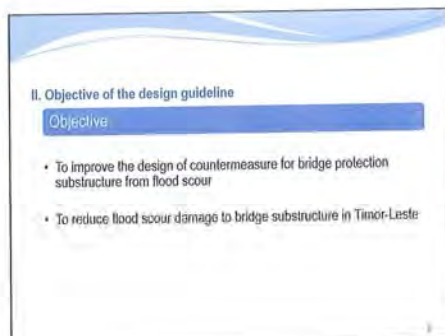 II. Objective of the design guideline
Objective
• To improve the design of countermeasure for bridge protection
substructure from flood scour
• To reduce flood scour damage to bridge substructure in Timor-Leste